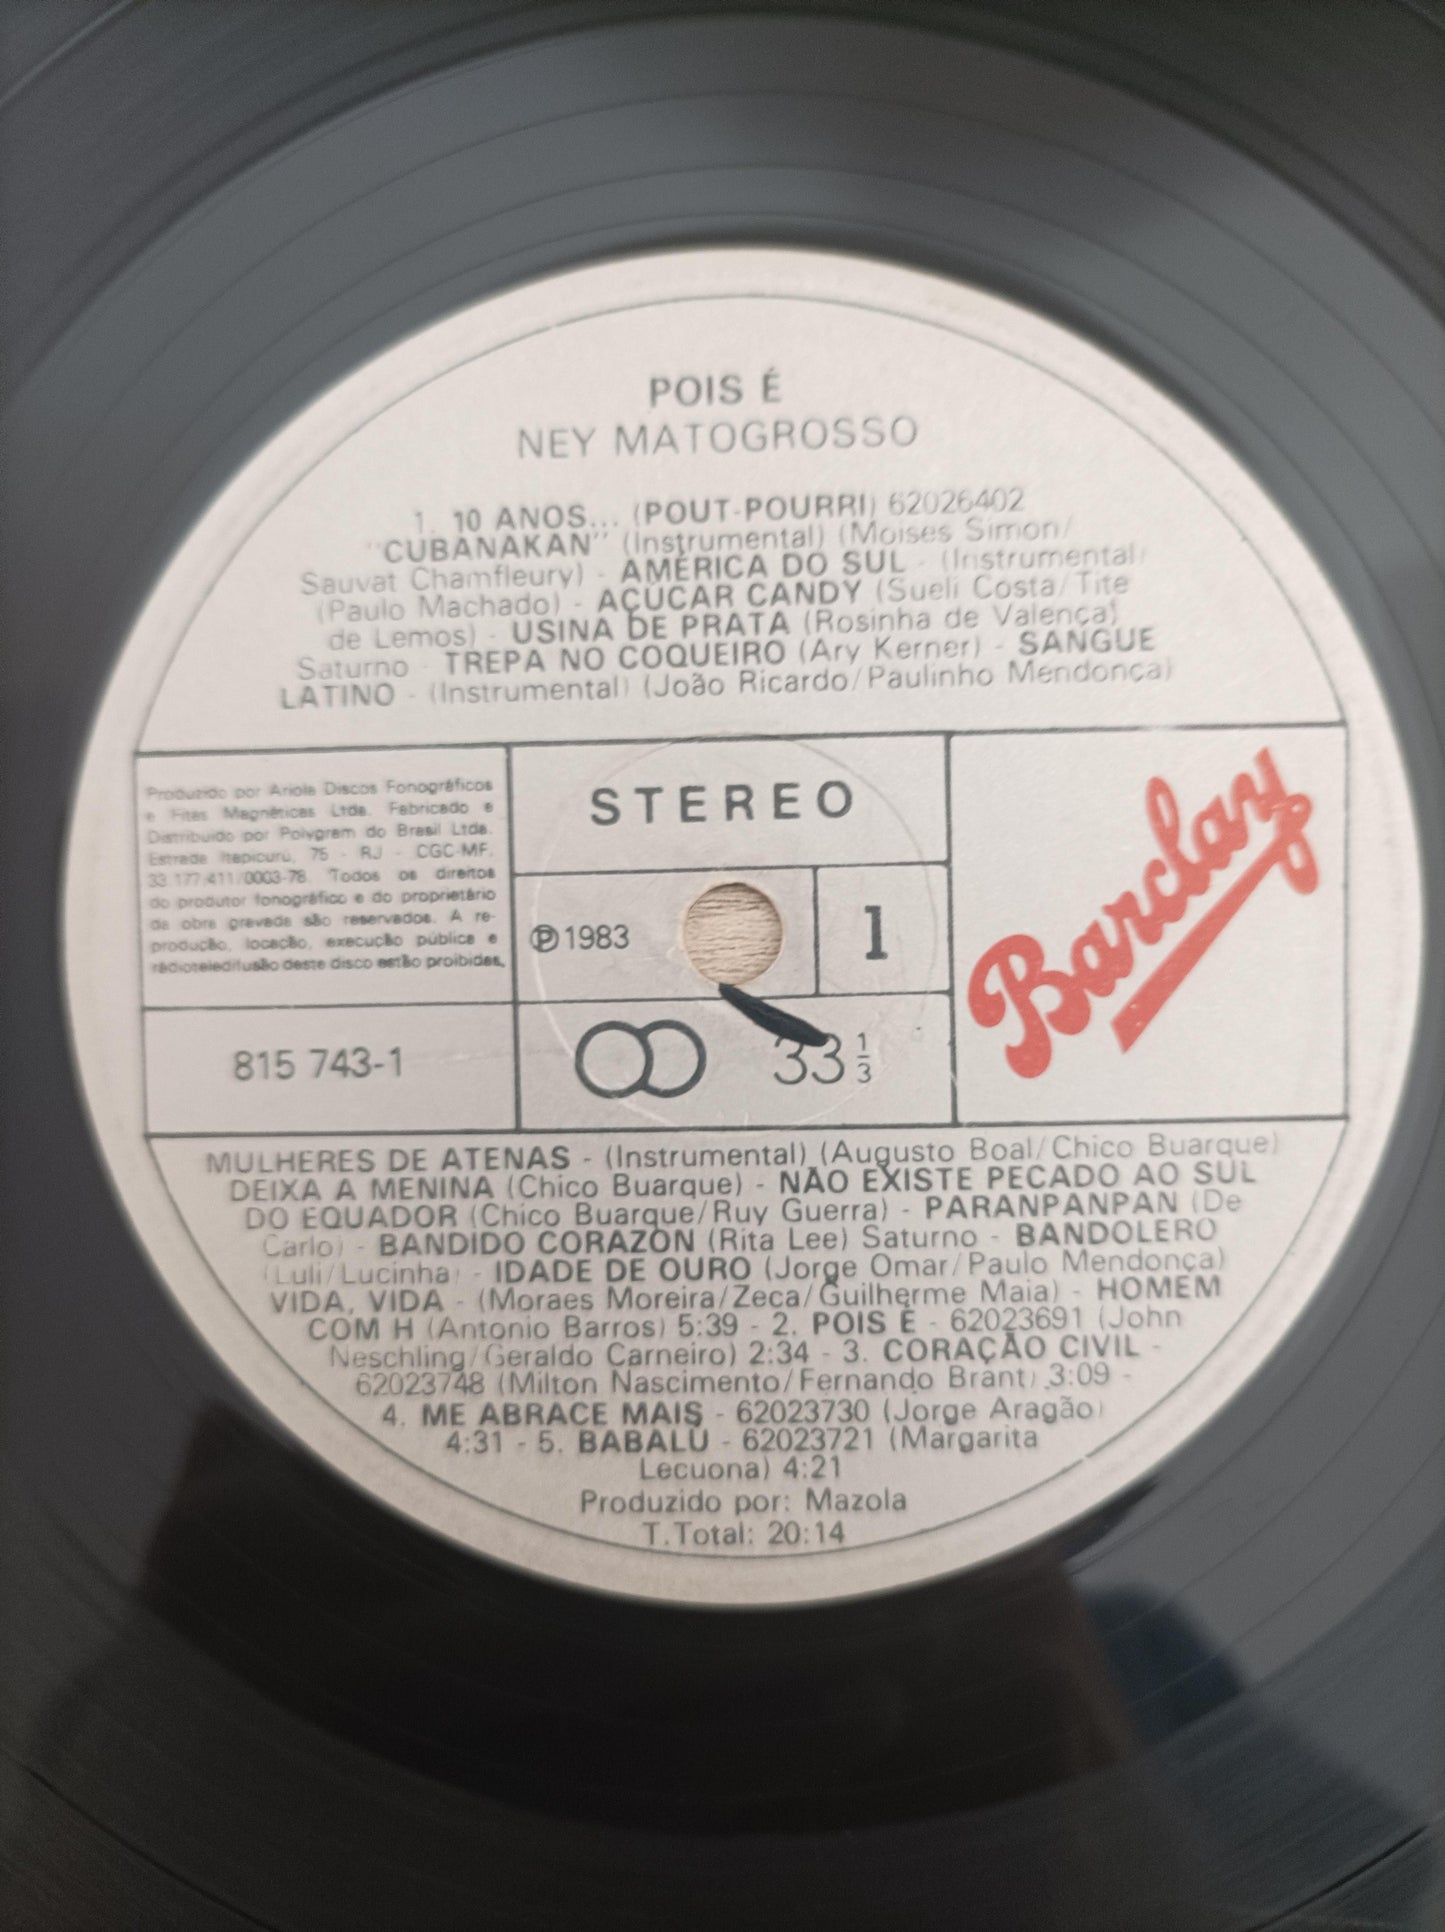 POIS É
NEY MATOGROSSO
1. 10 ANOS... (POUT-POURRI) 62026402
"CUBANAKAN" (Instrumental) (Moises Simon/
Sauvat Chamfleury) - AMÉRICA DO SUL - (Instrumental)
(Paulo Machado) - AÇUCAR CANDY (Sueli Costa/Tite
de Lemos) - USINA DE PRATA (Rosinha de Valença)
Saturno - TREPA NO COQUEIRO (Ary Kerner) - SANGUE
LATINO - (Instrumental) (João Ricardo/Paulinho Mendonça)
Produzido por Ariola Discos Fonográficos
e Fitas Magnéticas Ltda. Fabricado e
Distribuido por Polygram do Brasil Ltda.
Estrada Itapicuru, 75 - RJ - CGC-MF.
33.177.411/0003-78. Todos os direitos
do produtor fonográfico e do proprietário
da obra gravada são reservados. A re-
produção, locação, execução pública e
rádioteledifusão deste disco estão proibidas.
STEREO
℗1983
1
Barclay
815 743-1
33 1/3
MULHERES DE ATENAS - (Instrumental) (Augusto Boal/Chico Buarque)
DEIXA A MENINA (Chico Buarque) - NÃO EXISTE PECADO AO SUL
DO EQUADOR (Chico Buarque/Ruy Guerra) - PARANPANPAN (De
Carlo) - BANDIDO CORAZON (Rita Lee) Saturno - BANDOLERO
(Luli/Lucinha) - IDADE DE OURO (Jorge Omar/Paulo Mendonça)
VIDA, VIDA - (Moraes Moreira/Zeca/Guilherme Maia) - HOMEM
COM H (Antonio Barros) 5:39 - 2. POIS É - 62023691 (John
Neschling/Geraldo Carneiro) 2:34 - 3. CORAÇÃO CIVIL -
62023748 (Milton Nascimento/Fernando Brant) 3:09 -
4. ME ABRACE MAIS - 62023730 (Jorge Aragão)
4:31 - 5. BABALÚ - 62023721 (Margarita
Lecuona) 4:21
Produzido por: Mazola
T.Total: 20:14